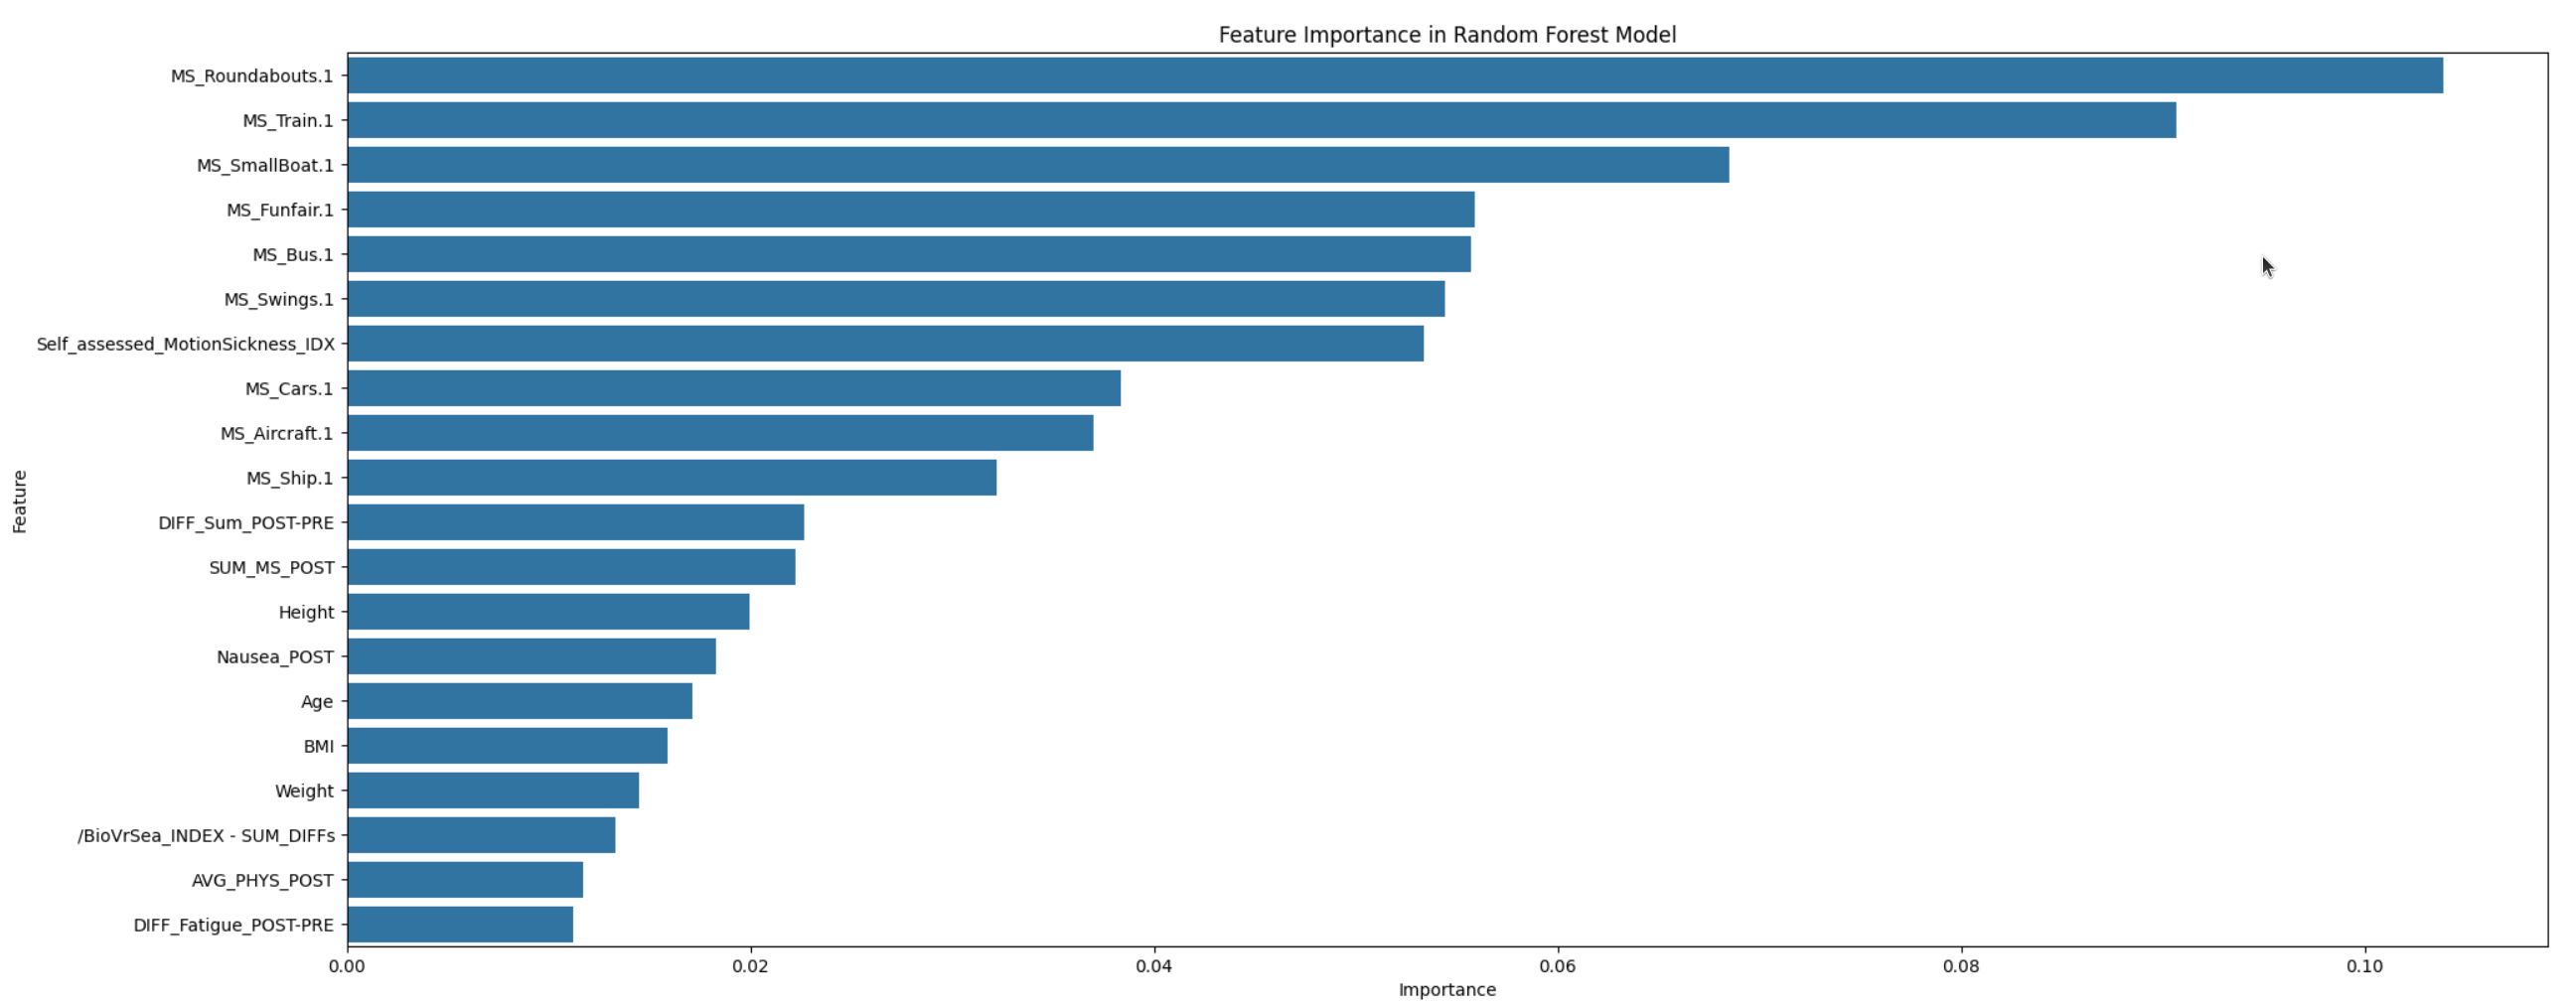 Feature Importance in Random Forest Model
MS_Roundabouts.1
MS_Train.1
MS_SmallBoat.1
MS_Funfair.1
MS_Bus.1
MS_Swings.1
Self_assessed_MotionSickness_IDX
MS_Cars.1
MS_Aircraft.1
MS_Ship.1
DIFF_Sum_POST-PRE
SUM_MS_POST
Height
Nausea_POST
Age
BMI
Weight
/BioVrSea_INDEX - SUM_DIFFs
AVG_PHYS_POST
DIFF_Fatigue_POST-PRE
Feature
0.00 0.02 0.04 0.06 0.08 0.10
Importance